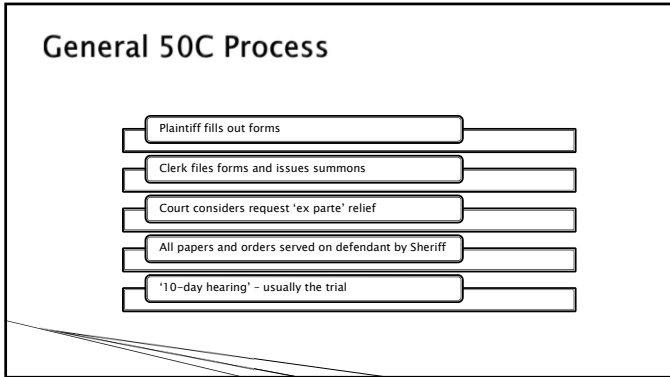 General 50C Process
Plaintiff fills out forms
Clerk files forms and issues summons
Court considers request ‘ex parte’ relief
All papers and orders served on defendant by Sheriff
‘10-day hearing’ – usually the trial